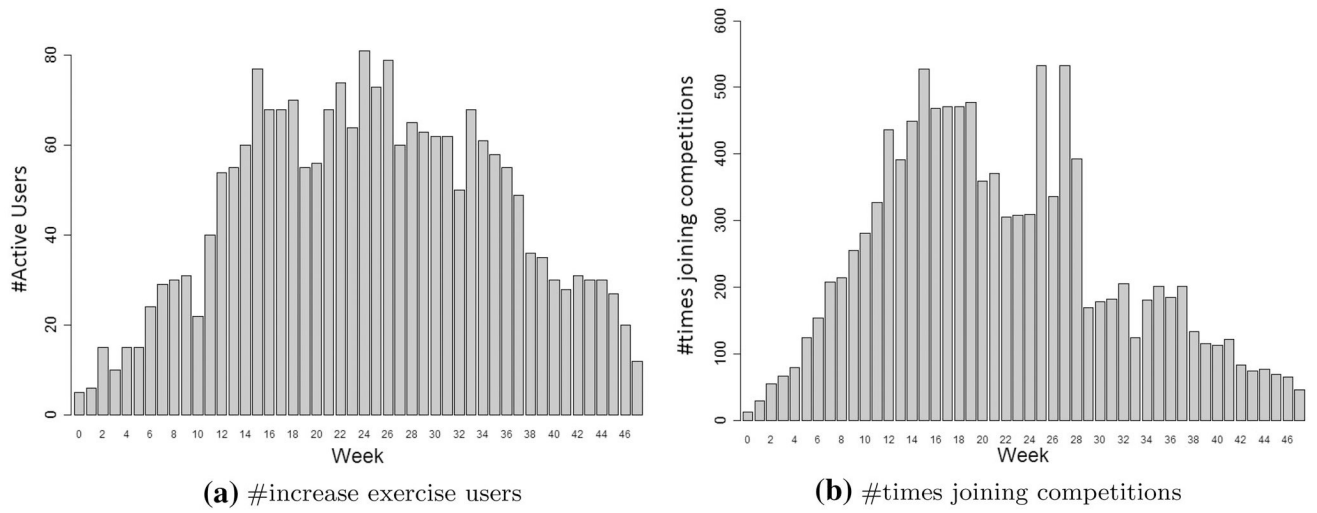 #Active Users
0 20 40 60 80
0 2 4 6 8 10 12 14 16 18 20 22 24 26 28 30 32 34 36 38 40 42 44 46
Week
(a) #increase exercise users
#times joining competitions
0 100 200 300 400 500 600
0 2 4 6 8 10 12 14 16 18 20 22 24 26 28 30 32 34 36 38 40 42 44 46
Week
(b) #times joining competitions